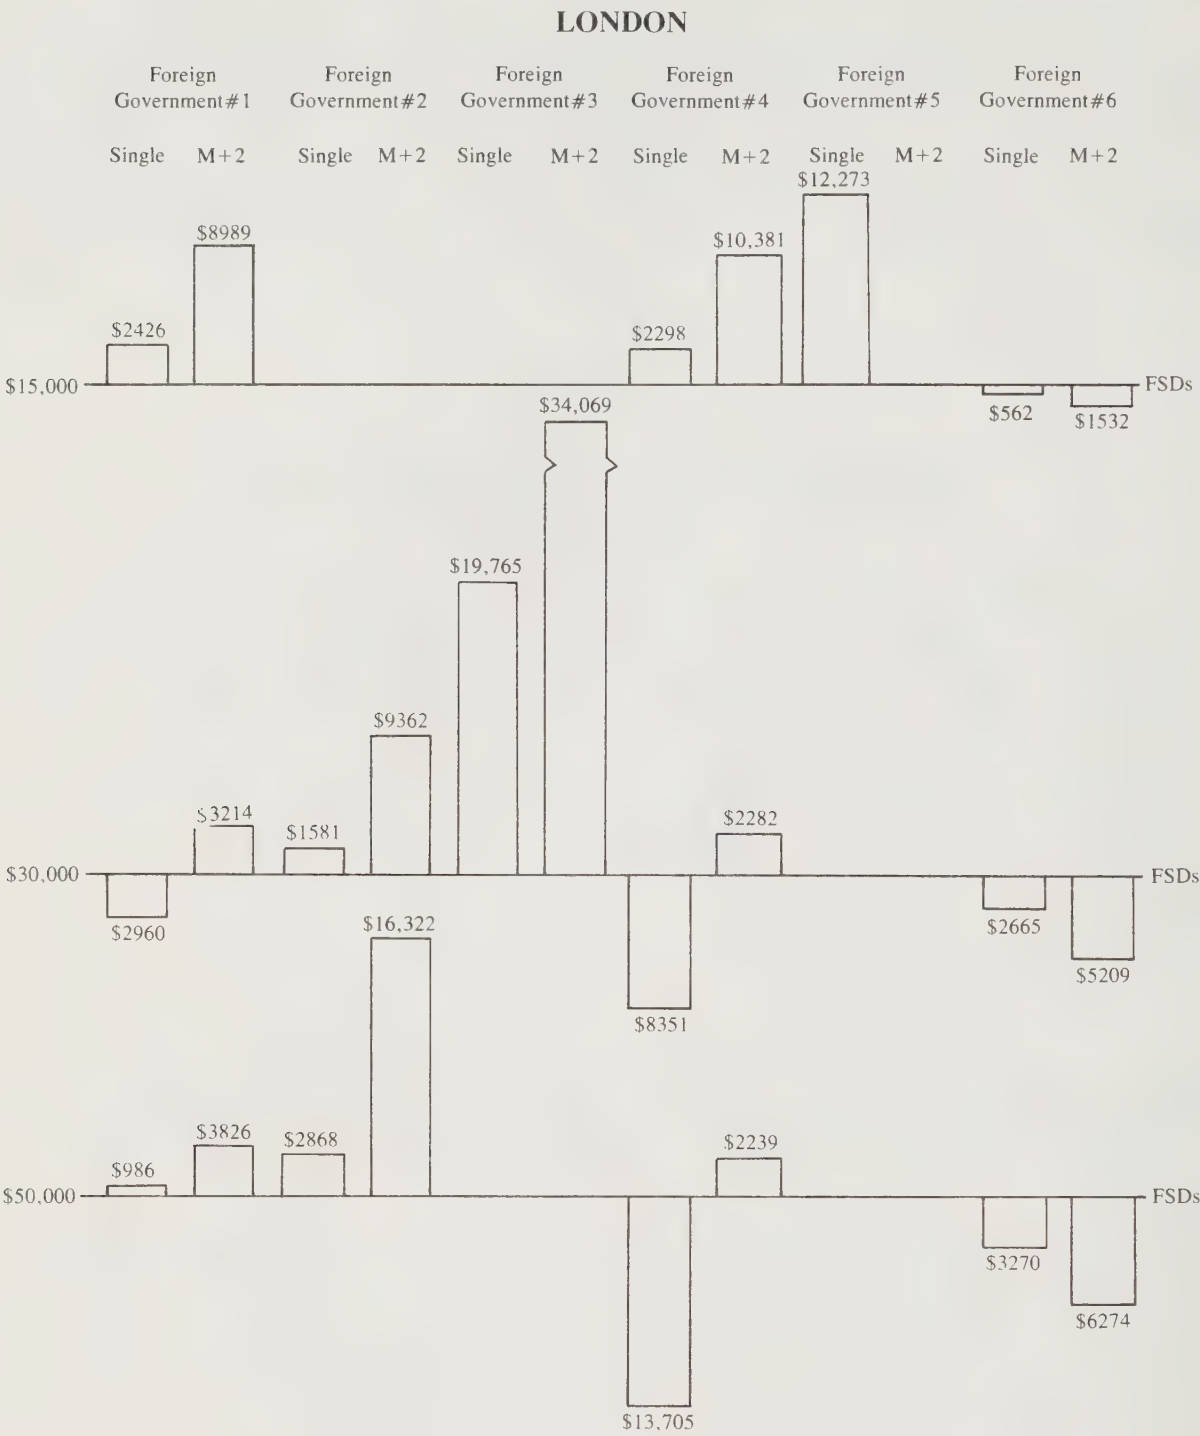 LONDON
Foreign Foreign Foreign Foreign Foreign Foreign
Government#1 Government#2 Government#3 Government#4 Government#5 Government#6
Single M+2 Single M+2 Single M+2 Single M+2 Single M+2 Single M+2
$12,273
$8989 $10,381
$2426 $2298
$15,000 FSDs
$34,069 $562 $1532
$19,765
$9362
$3214 $1581 $2282
$30,000 FSDs
$2960 $16,322 $2665
$5209
$8351
$986 $3826 $2868 $2239
$50,000 FSDs
$3270
$6274
$13,705